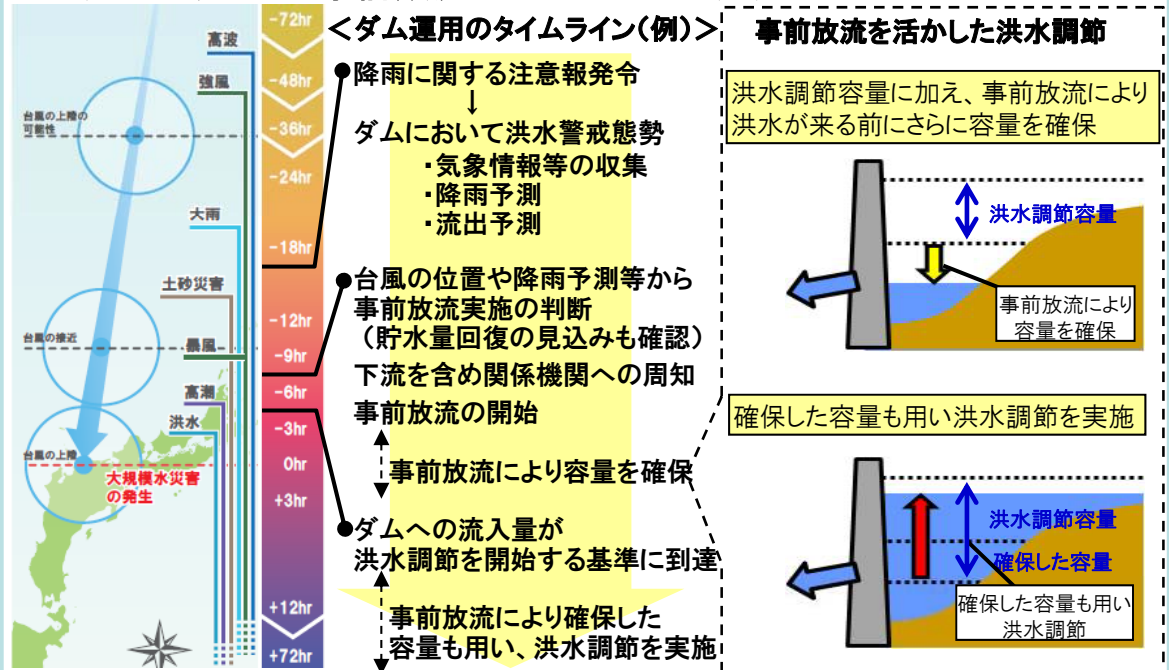 高波
強風
台風の上陸の
可能性
大雨
土砂災害
台風の接近
暴風
高潮
洪水
台風の上陸
大規模水災害
の発生
-72hr
-48hr
-36hr
-24hr
-18hr
-12hr
-9hr
-6hr
-3hr
0hr
+3hr
+12hr
+72hr
＜ダム運用のタイムライン(例)＞
●降雨に関する注意報発令
↓
ダムにおいて洪水警戒態勢
・気象情報等の収集
・降雨予測
・流出予測
●台風の位置や降雨予測等から
事前放流実施の判断
（貯水量回復の見込みも確認）
下流を含め関係機関への周知
事前放流の開始
事前放流により容量を確保
●ダムへの流入量が
洪水調節を開始する基準に到達
事前放流により確保した
容量も用い、洪水調節を実施
事前放流を活かした洪水調節
洪水調節容量に加え、事前放流により
洪水が来る前にさらに容量を確保
洪水調節容量
事前放流により
容量を確保
確保した容量も用い洪水調節を実施
洪水調節容量
確保した容量
確保した容量も用い
洪水調節